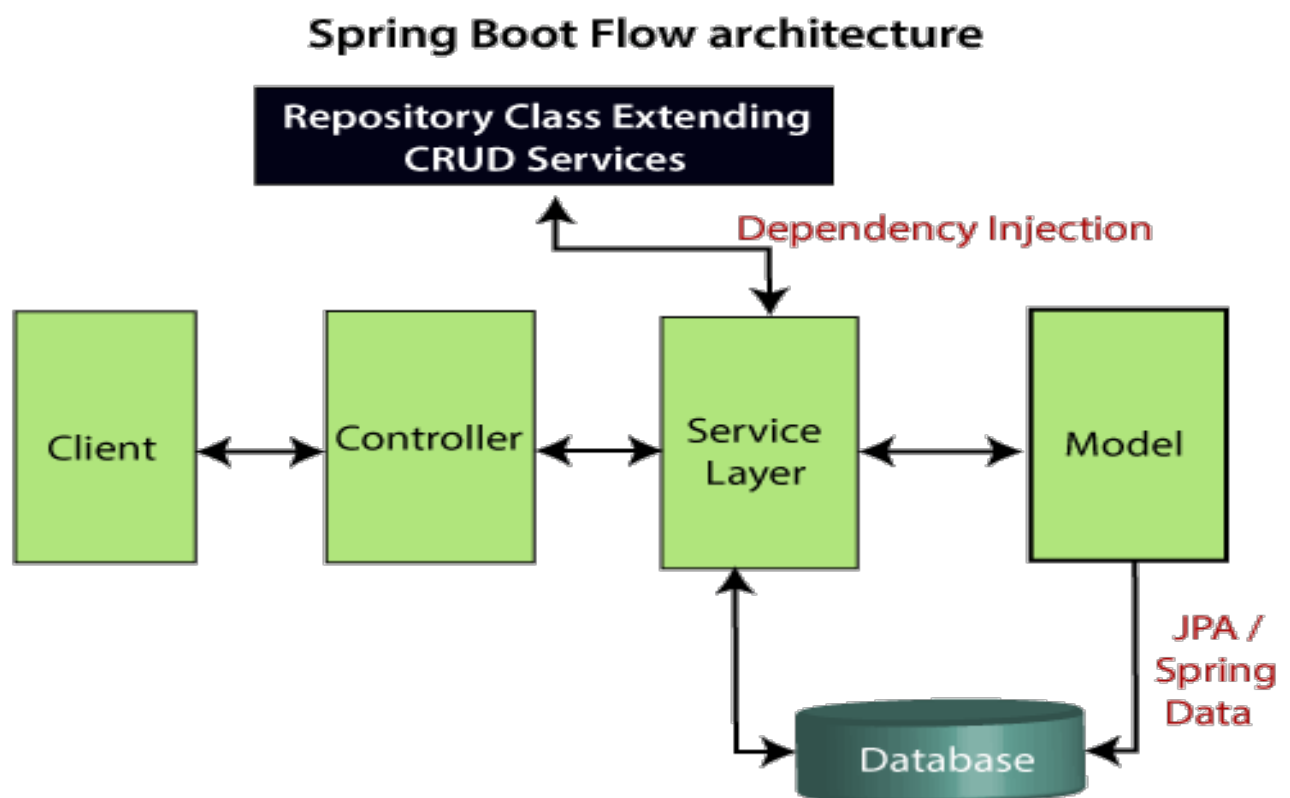 Spring Boot Flow architecture
Repository Class Extending
CRUD Services
Dependency Injection
Client
Controller
Service
Layer
Model
JPA /
Spring
Data
Database